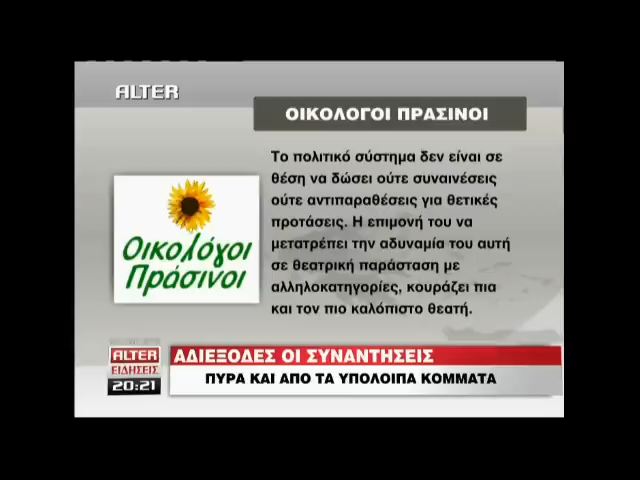 ALTER
ΟΙΚΟΛΟΓΟΙ ΠΡΑΣΙΝΟΙ
Το πολιτικό σύστημα δεν είναι σε
θέση να δώσει ούτε συναινέσεις
ούτε αντιπαραθέσεις για θετικές
προτάσεις. Η επιμονή του να
μετατρέπει την αδυναμία του αυτή
σε θεατρική παράσταση με
αλληλοκατηγορίες, κουράζει πια
και τον πιο καλόπιστο θεατή.
Οικολόγοι
Πράσινοι
ALTER
ΕΙΔΗΣΕΙΣ
20:21
ΑΔΙΕΞΟΔΕΣ ΟΙ ΣΥΝΑΝΤΗΣΕΙΣ
ΠΥΡΑ ΚΑΙ ΑΠΟ ΤΑ ΥΠΟΛΟΙΠΑ ΚΟΜΜΑΤΑ